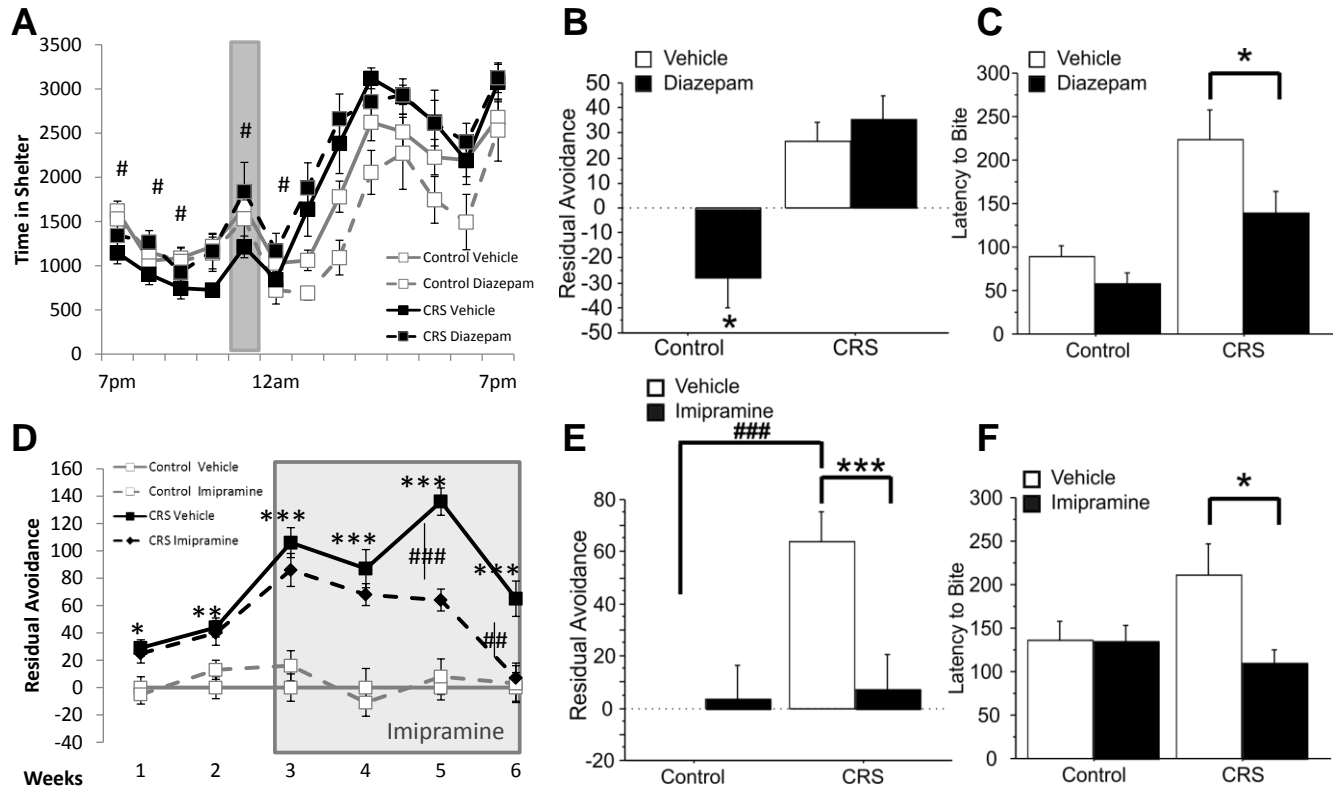 A
Time in Shelter
3500
3000
2500
2000
1500
1000
500
0
#
#
#
#
#
Control Vehicle
Control Diazepam
CRS Vehicle
CRS Diazepam
7pm
12am
7pm
B
Vehicle
Diazepam
Residual Avoidance
50
40
30
20
10
0
-10
-20
-30
-40
-50
*
Control
CRS
C
Vehicle
Diazepam
*
Latency to Bite
300
250
200
150
100
50
0
Control
CRS
D
Residual Avoidance
160
140
120
100
80
60
40
20
0
-20
-40
Control Vehicle
Control Imipramine
CRS Vehicle
CRS Imipramine
*
**
***
***
***
***
###
##
Imipramine
Weeks
1
2
3
4
5
6
E
Vehicle
Imipramine
###
***
Residual Avoidance
80
60
40
20
0
-20
Control
CRS
F
Vehicle
Imipramine
*
Latency to Bite
300
250
200
150
100
50
0
Control
CRS